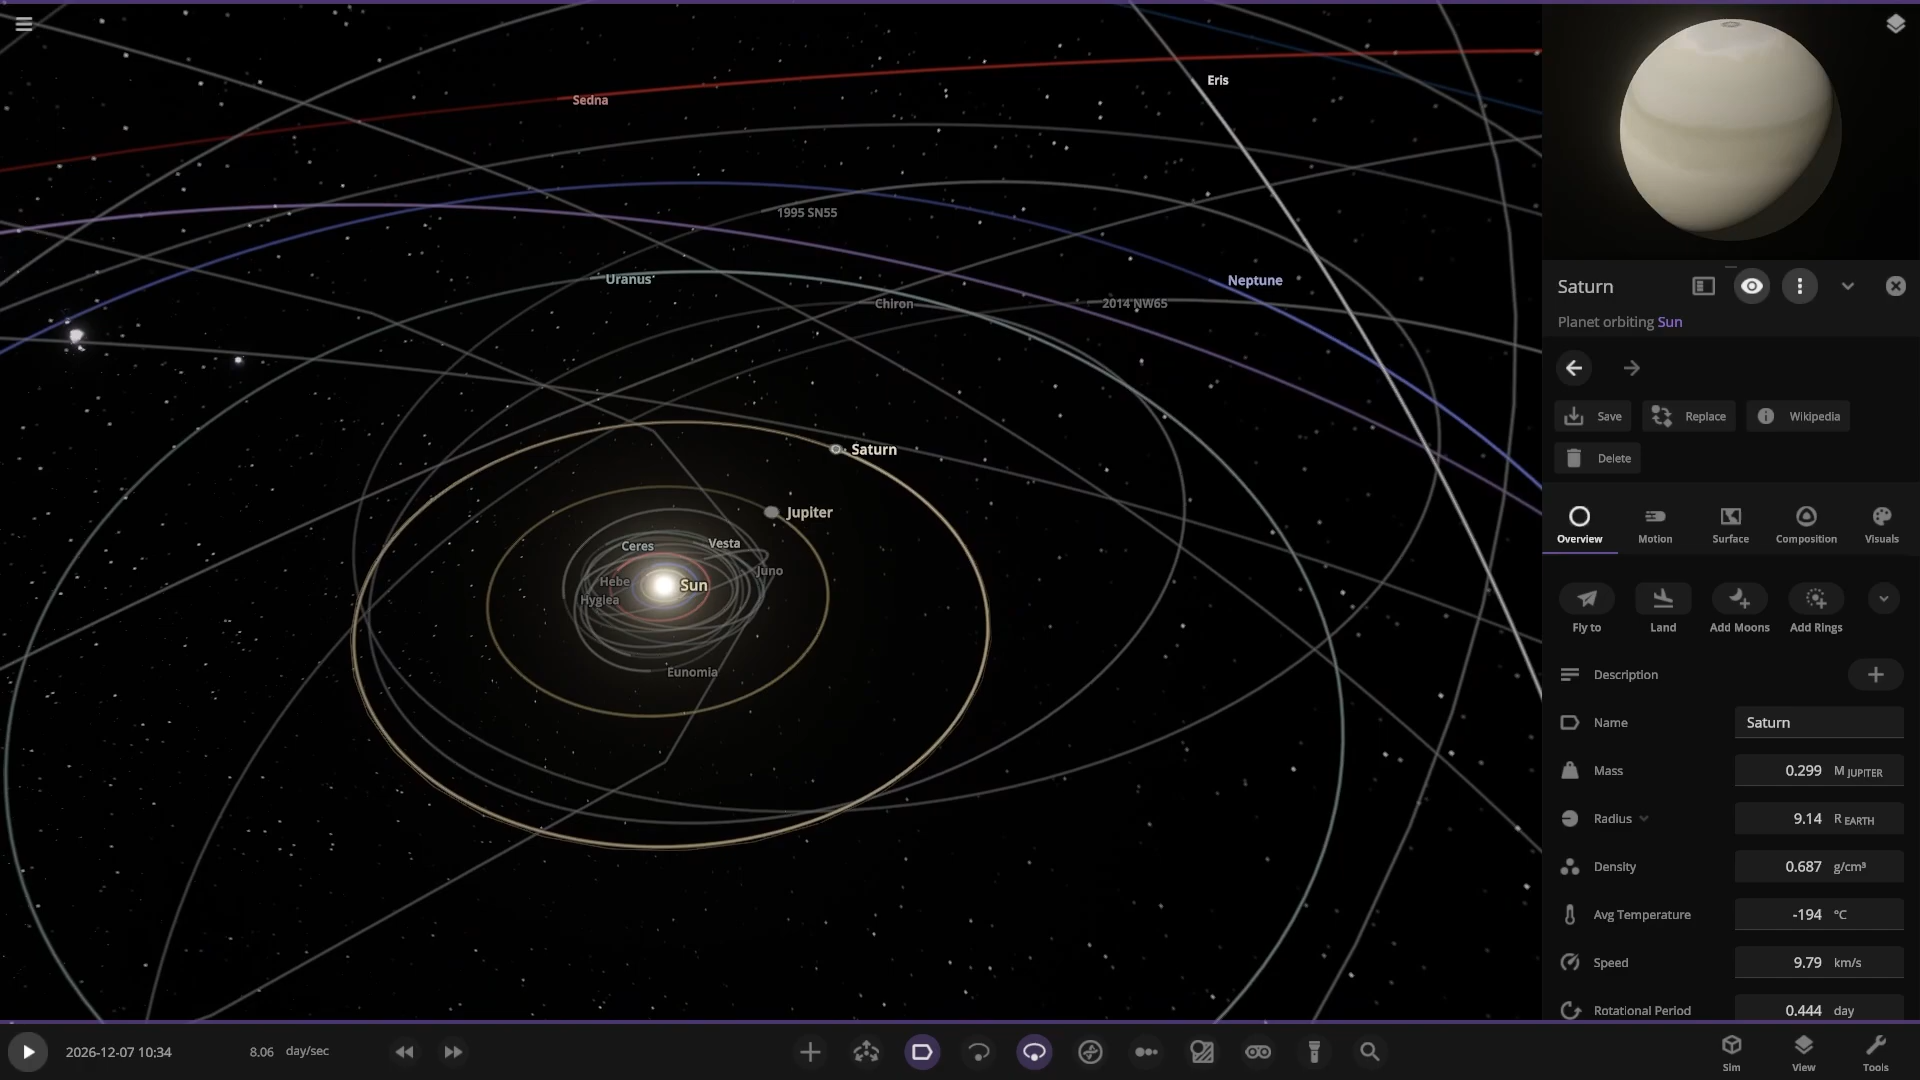 Sedna
Eris
1995 SN55
Uranus
Neptune
Chiron
2014 NW65
Saturn
Jupiter
Ceres
Vesta
Juno
Hebe
Sun
Hygiea
Eunomia
Saturn
Planet orbiting Sun
Save
Replace
Wikipedia
Delete
Overview
Motion
Surface
Composition
Visuals
Fly to
Land
Add Moons
Add Rings
Description
Name Saturn
Mass 0.299 M JUPITER
Radius 9.14 R EARTH
Density 0.687 g/cm³
Avg Temperature -194 °C
Speed 9.79 km/s
Rotational Period 0.444 day
2026-12-07 10:34
8.06 day/sec
Sim
View
Tools